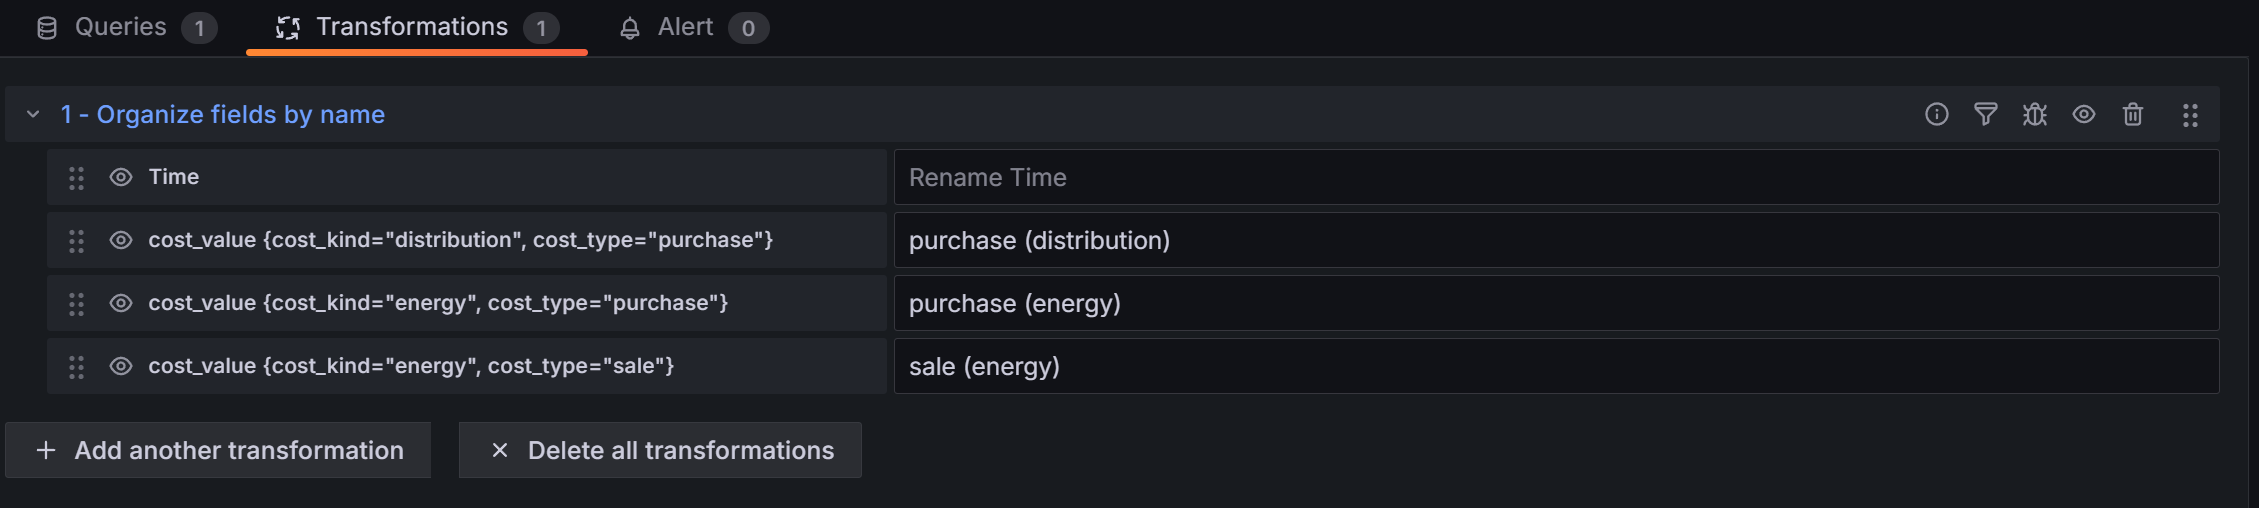 Queries 1 Transformations 1 Alert 0
1 - Organize fields by name
Time Rename Time
cost_value {cost_kind="distribution", cost_type="purchase"} purchase (distribution)
cost_value {cost_kind="energy", cost_type="purchase"} purchase (energy)
cost_value {cost_kind="energy", cost_type="sale"} sale (energy)
Add another transformation Delete all transformations